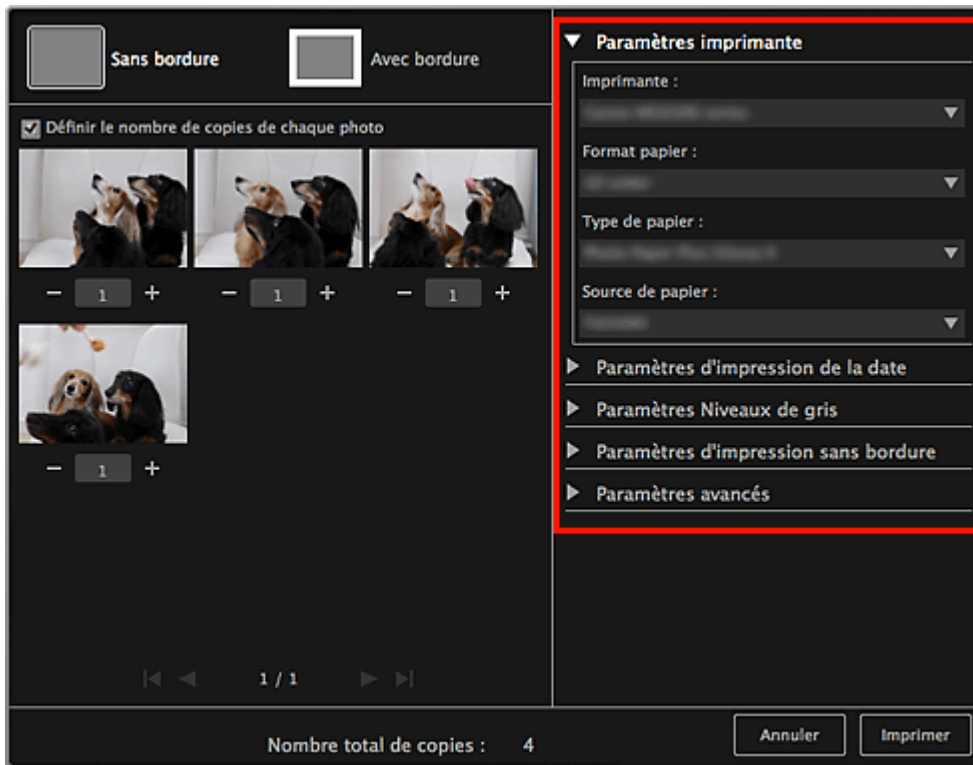 Sans bordure
Avec bordure
Définir le nombre de copies de chaque photo
1
1
1
1
1 / 1
Nombre total de copies : 4
Paramètres imprimante
Imprimante :
Format papier :
Type de papier :
Source de papier :
Paramètres d'impression de la date
Paramètres Niveaux de gris
Paramètres d'impression sans bordure
Paramètres avancés
Annuler
Imprimer